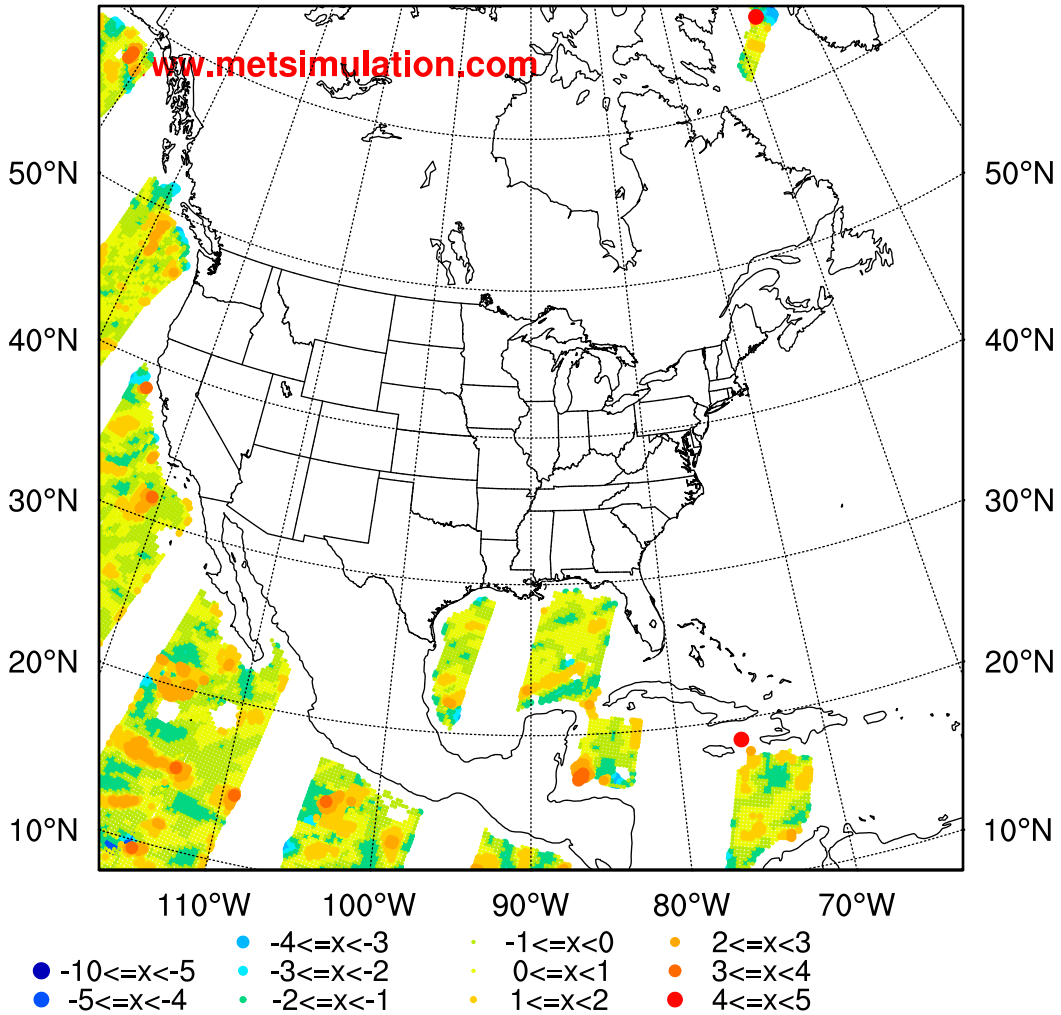 ww.metsimulation.com
50°N 50°N
40°N 40°N
30°N 30°N
20°N 20°N
10°N 10°N
110°W 100°W 90°W 80°W 70°W
-4<=x<-3 -1<=x<0 2<=x<3
-10<=x<-5 -3<=x<-2 0<=x<1 3<=x<4
-5<=x<-4 -2<=x<-1 1<=x<2 4<=x<5